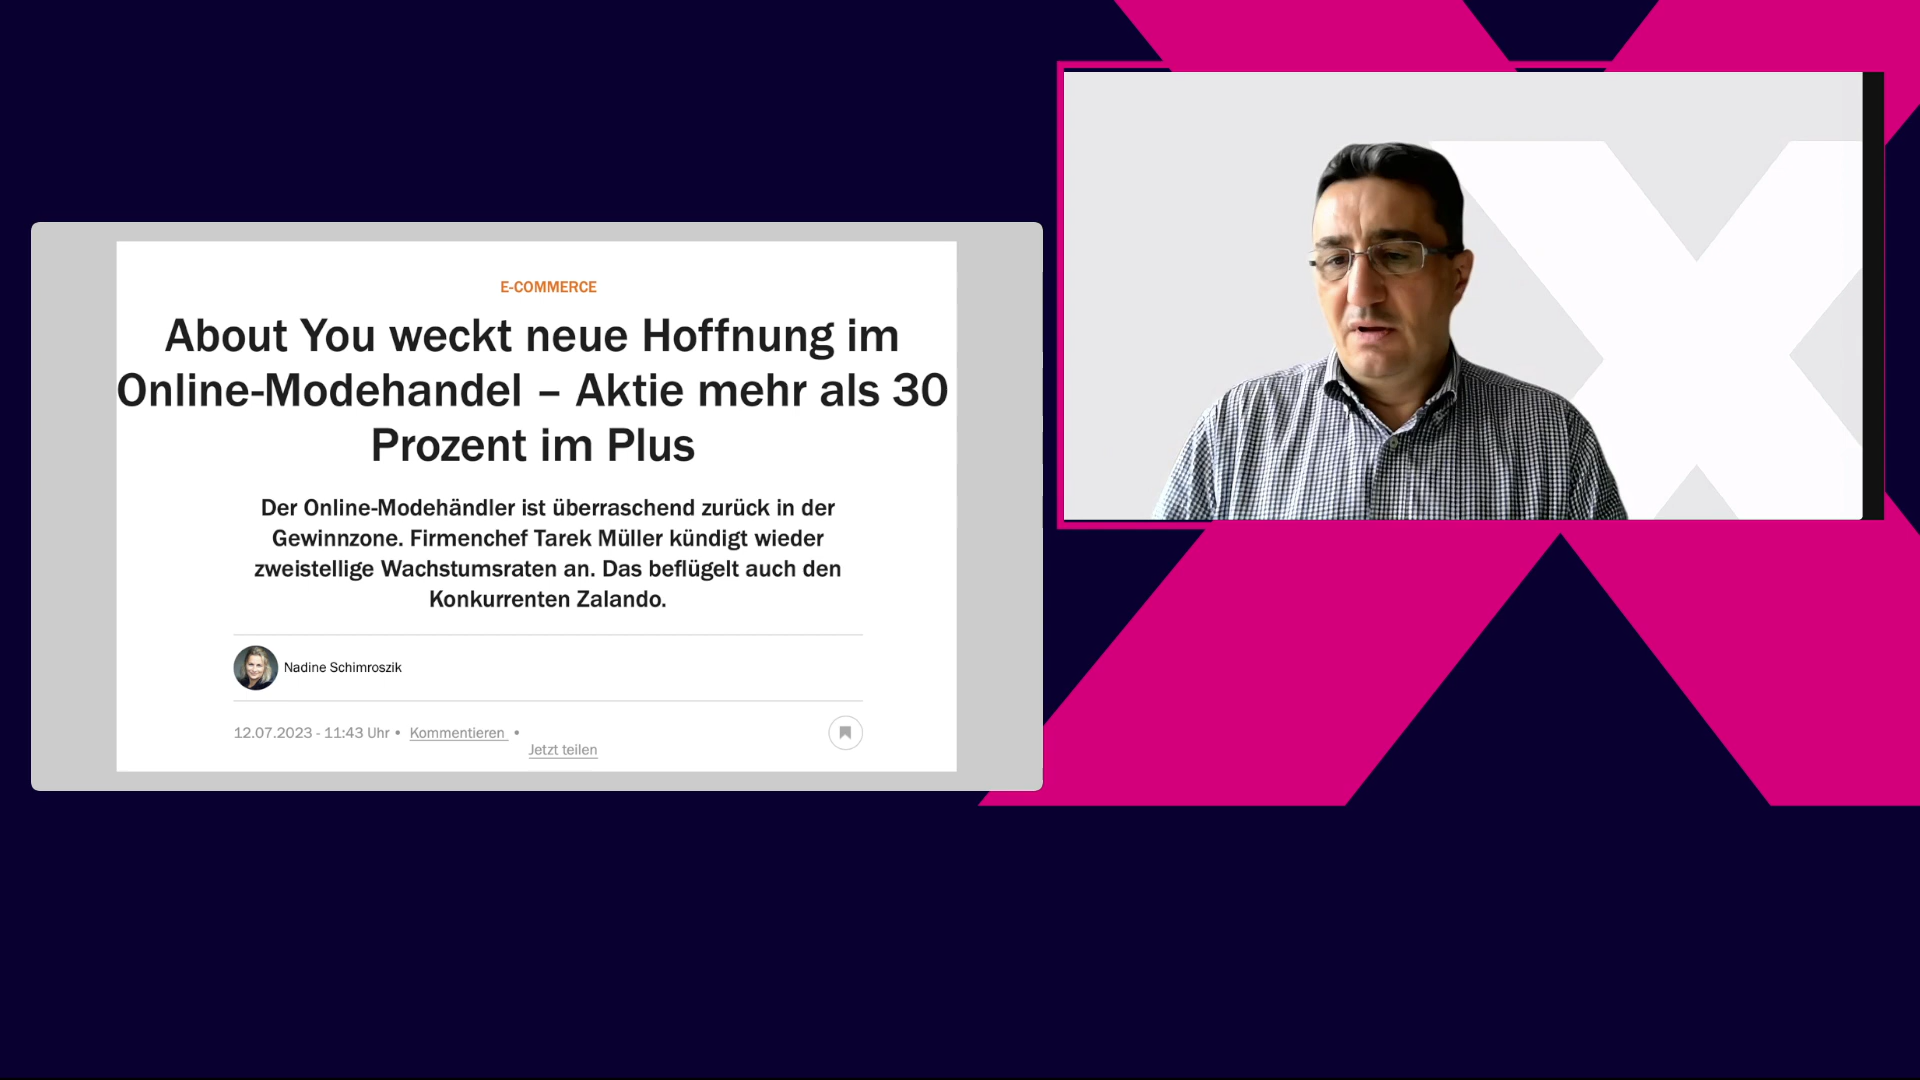 E-COMMERCE
About You weckt neue Hoffnung im
Online-Modehandel – Aktie mehr als 30
Prozent im Plus
Der Online-Modehändler ist überraschend zurück in der
Gewinnzone. Firmenchef Tarek Müller kündigt wieder
zweistellige Wachstumsraten an. Das beflügelt auch den
Konkurrenten Zalando.
Nadine Schimroszik
12.07.2023 - 11:43 Uhr • Kommentieren •
Jetzt teilen